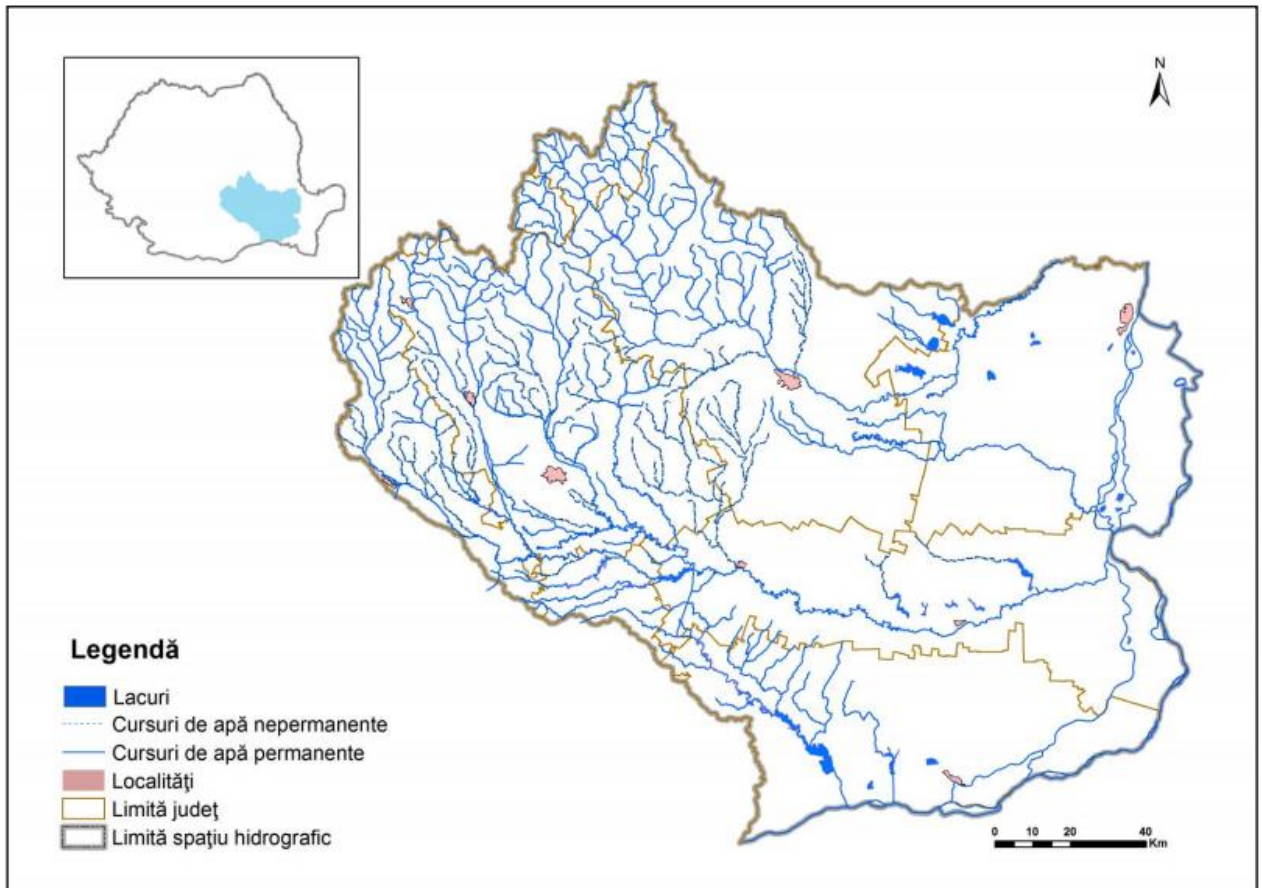 N
Legendă
Lacuri
Cursuri de apă nepermanente
Cursuri de apă permanente
Localităţi
Limită judeţ
Limită spaţiu hidrografic
0 10 20 40
Km